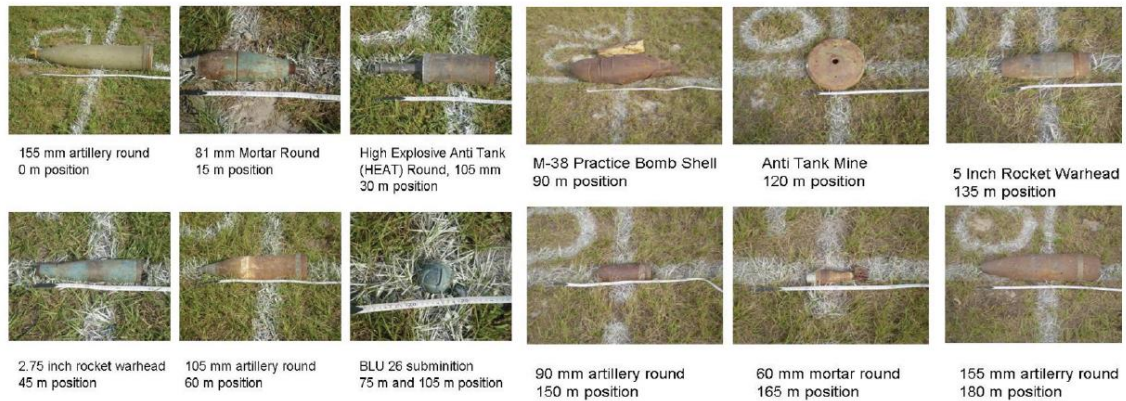 155 mm artillery round
0 m position
81 mm Mortar Round
15 m position
High Explosive Anti Tank
(HEAT) Round, 105 mm
30 m position
M-38 Practice Bomb Shell
90 m position
Anti Tank Mine
120 m position
5 Inch Rocket Warhead
135 m position
2.75 inch rocket warhead
45 m position
105 mm artillery round
60 m position
BLU 26 subminition
75 m and 105 m position
90 mm artillery round
150 m position
60 mm mortar round
165 m position
155 mm artilerry round
180 m position